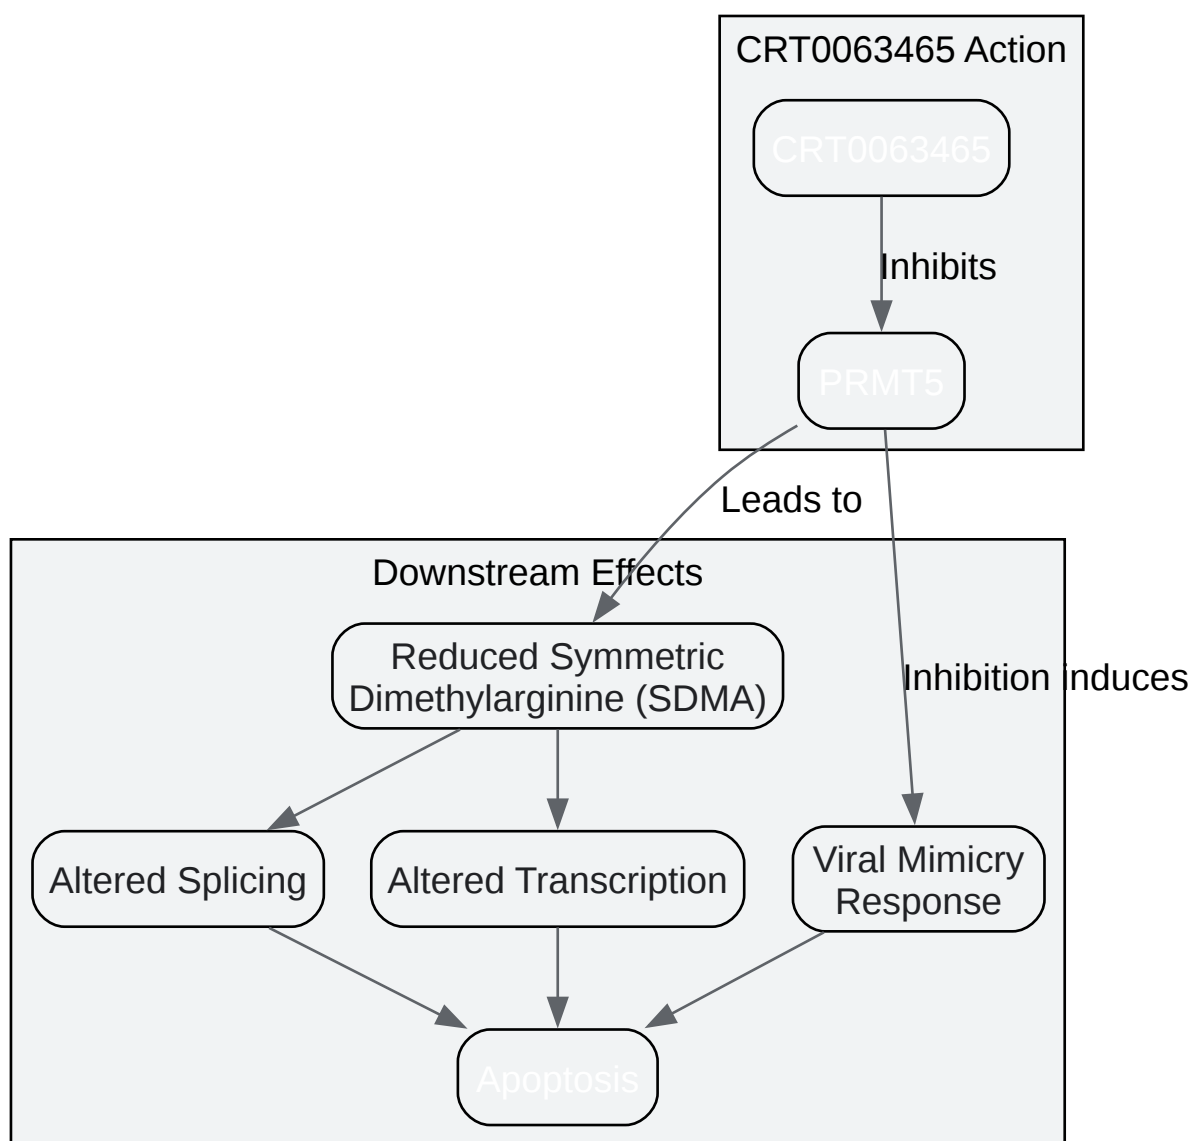 CRT0063465 Action
CRT0063465
Inhibits
PRMT5
Leads to
Downstream Effects
Reduced Symmetric
Dimethylarginine (SDMA)
Inhibition induces
Altered Splicing
Altered Transcription
Viral Mimicry
Response
Apoptosis